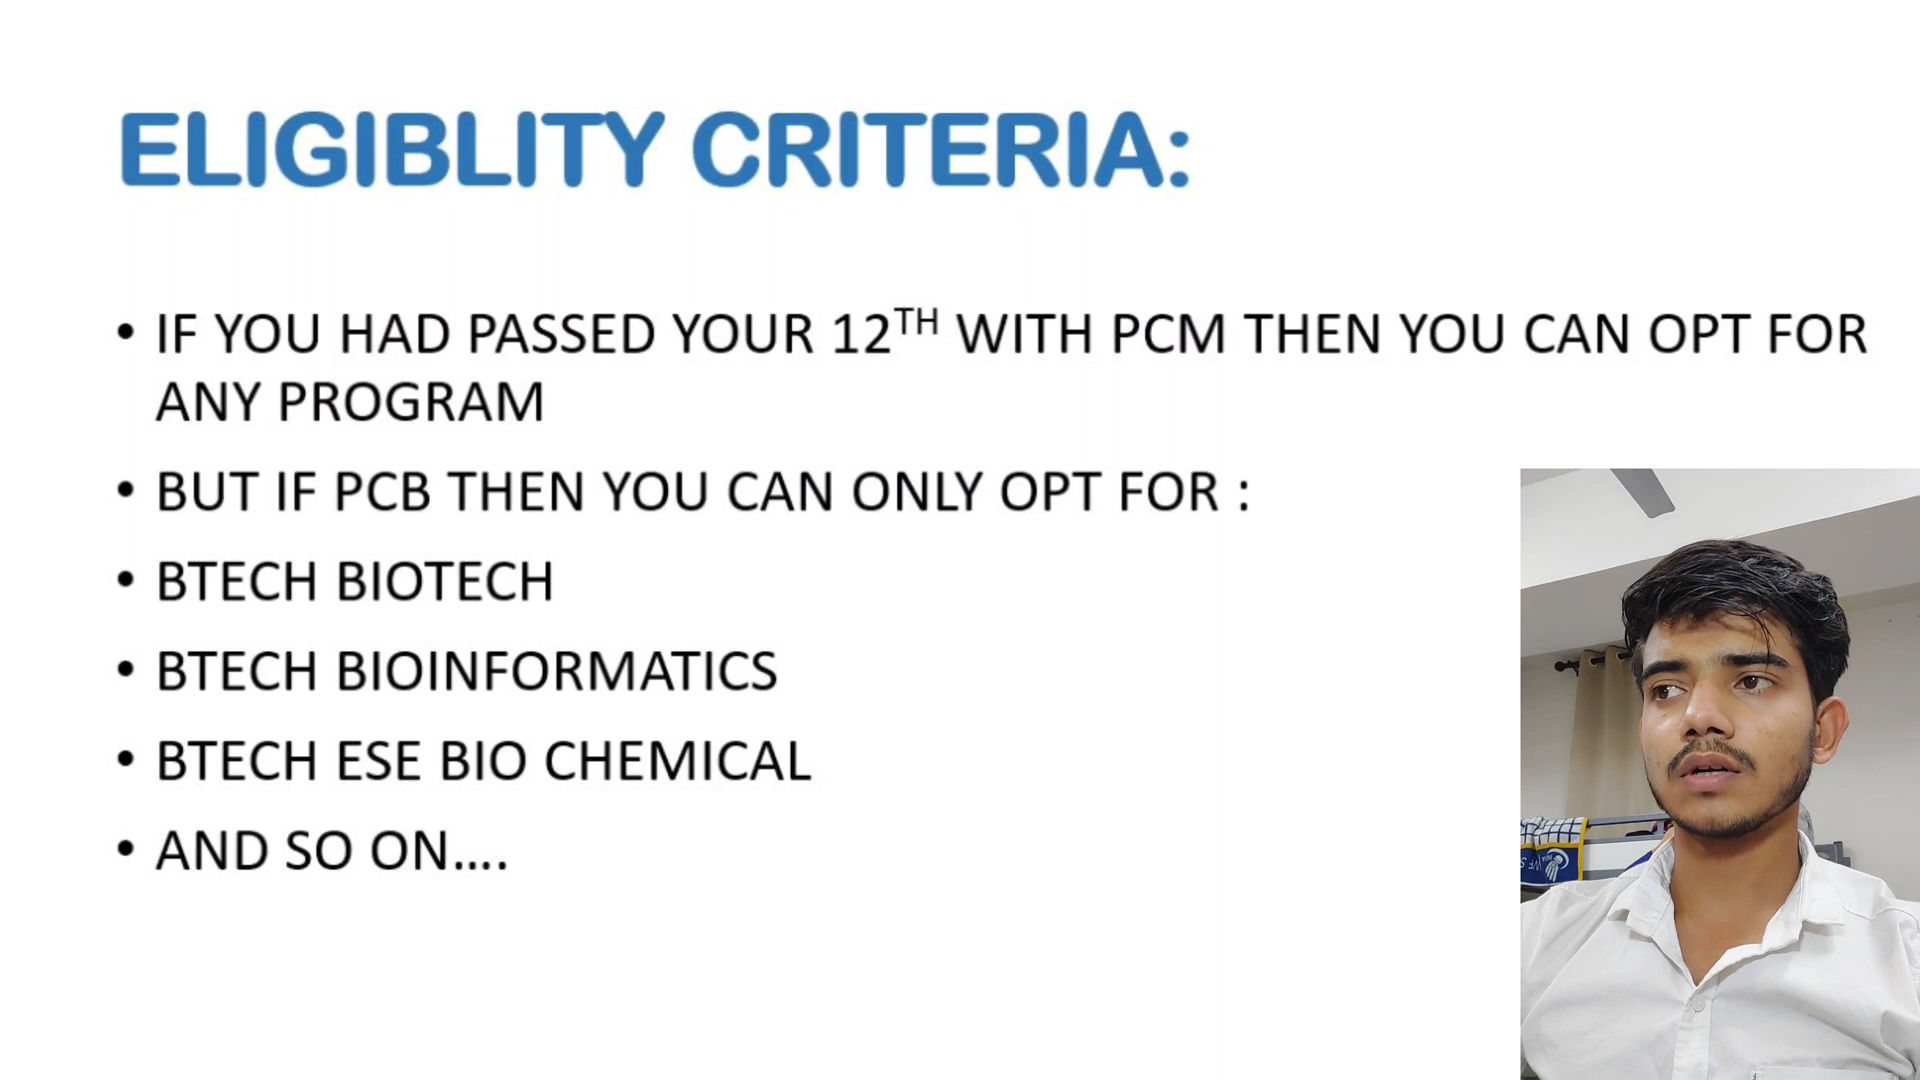 ELIGIBLITY CRITERIA:
• IF YOU HAD PASSED YOUR 12TH WITH PCM THEN YOU CAN OPT FOR
ANY PROGRAM
• BUT IF PCB THEN YOU CAN ONLY OPT FOR :
• BTECH BIOTECH
• BTECH BIOINFORMATICS
• BTECH ESE BIO CHEMICAL
• AND SO ON....